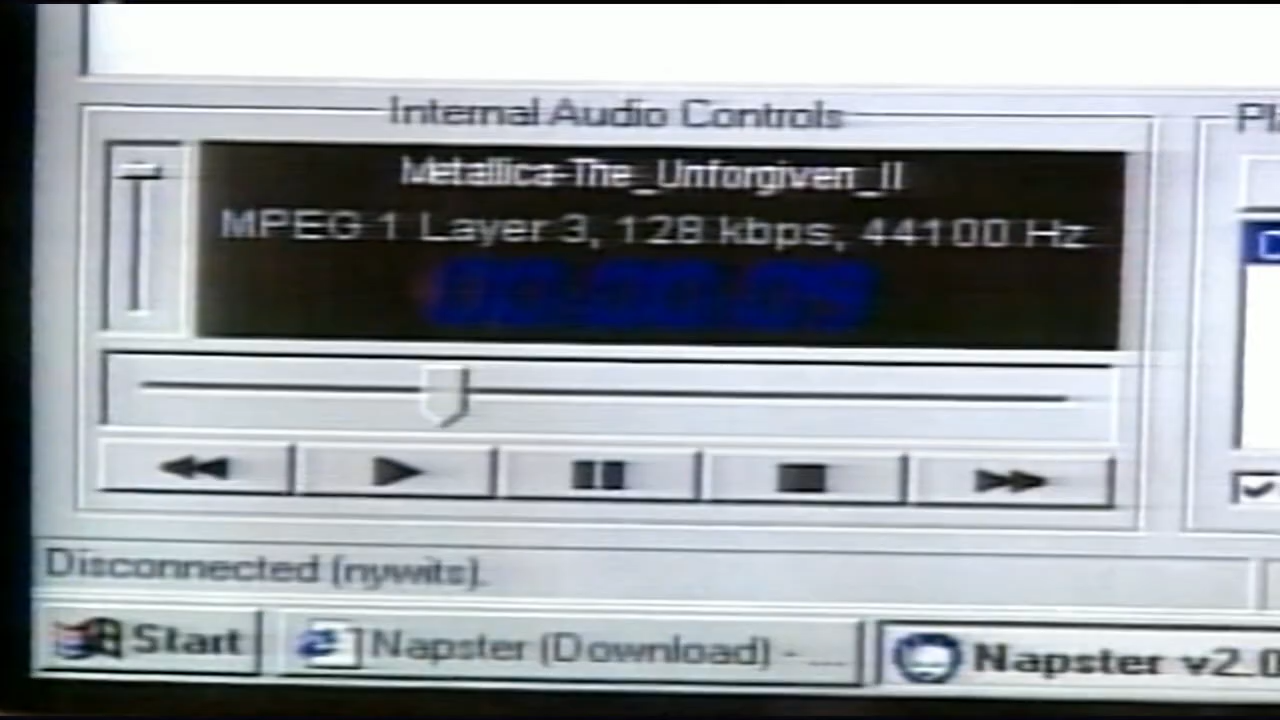 Internal Audio Controls
Metallica-The_Unforgiven_II
MPEG 1 Layer 3, 128 kbps, 44100 Hz
Disconnected (nywits).
Start
Napster (Download) - ...
Napster v2.0